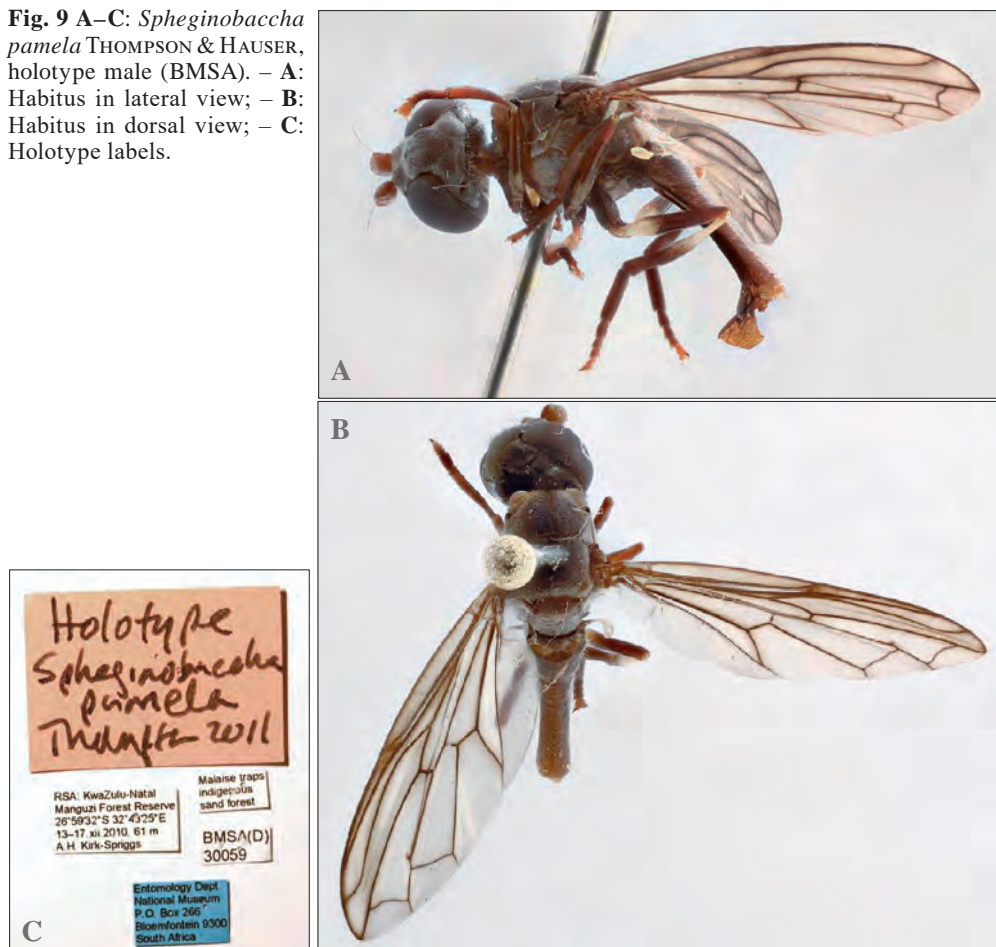 Fig. 9 A–C: Spheginobaccha
pamela THOMPSON & HAUSER,
holotype male (BMSA). – A:
Habitus in lateral view; – B:
Habitus in dorsal view; – C:
Holotype labels.
A
B
Holotype
Spheginobaccha
pamela
Thompson 2011
RSA: KwaZulu-Natal
Manguzi Forest Reserve
26°59'32"S 32°43'25"E
13–17.xii.2010, 61 m
A.H. Kirk-Spriggs
Malaise traps
indigenous
sand forest
BMSA(D)
30059
Entomology Dept.
National Museum
P.O. Box 266
Bloemfontein 9300
South Africa
C